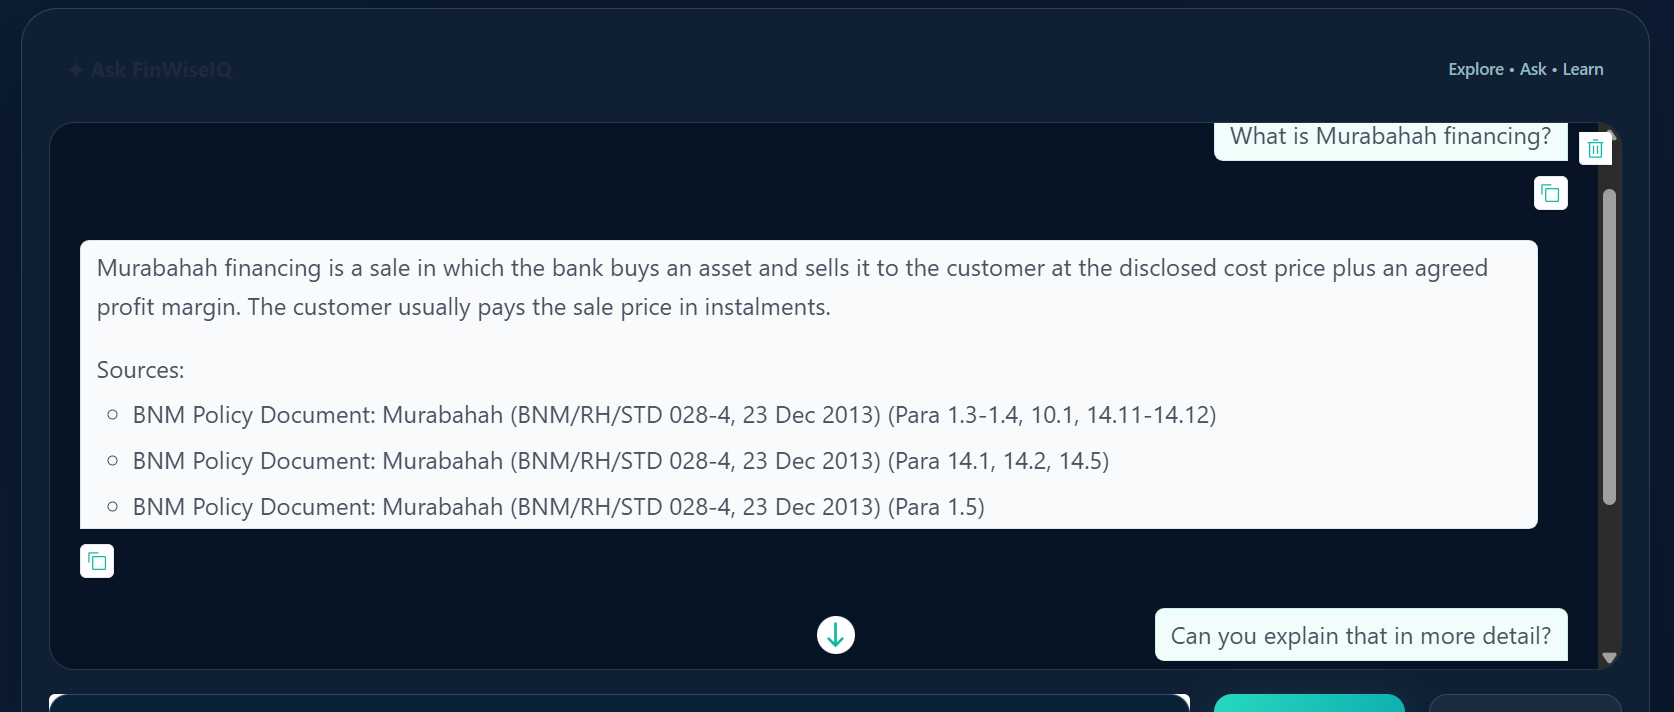 ✦ Ask FinWiseIQ
Explore • Ask • Learn
What is Murabahah financing?
Murabahah financing is a sale in which the bank buys an asset and sells it to the customer at the disclosed cost price plus an agreed
profit margin. The customer usually pays the sale price in instalments.
Sources:
BNM Policy Document: Murabahah (BNM/RH/STD 028-4, 23 Dec 2013) (Para 1.3-1.4, 10.1, 14.11-14.12)
BNM Policy Document: Murabahah (BNM/RH/STD 028-4, 23 Dec 2013) (Para 14.1, 14.2, 14.5)
BNM Policy Document: Murabahah (BNM/RH/STD 028-4, 23 Dec 2013) (Para 1.5)
Can you explain that in more detail?